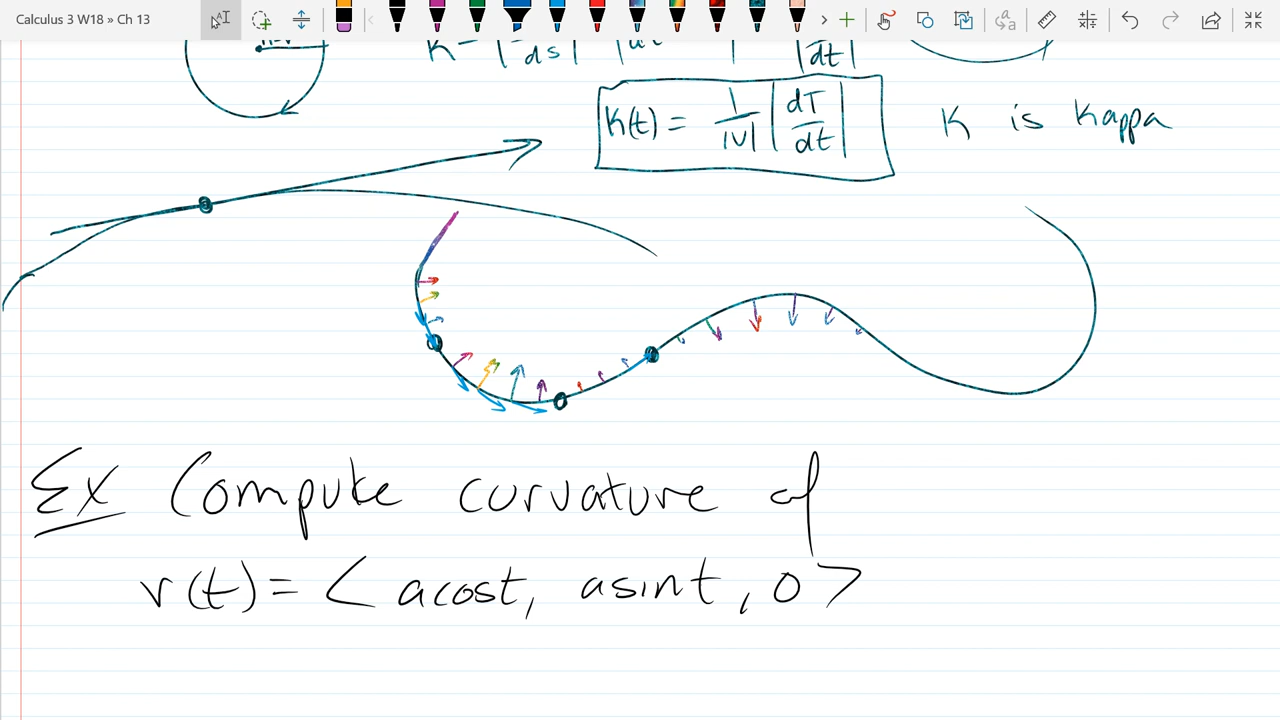 Calculus 3 W18 » Ch 13
K(t) = 1/|v| |dT/dt|
K is kappa
Ex Compute curvature of
r(t) = < acost, asint, 0 >